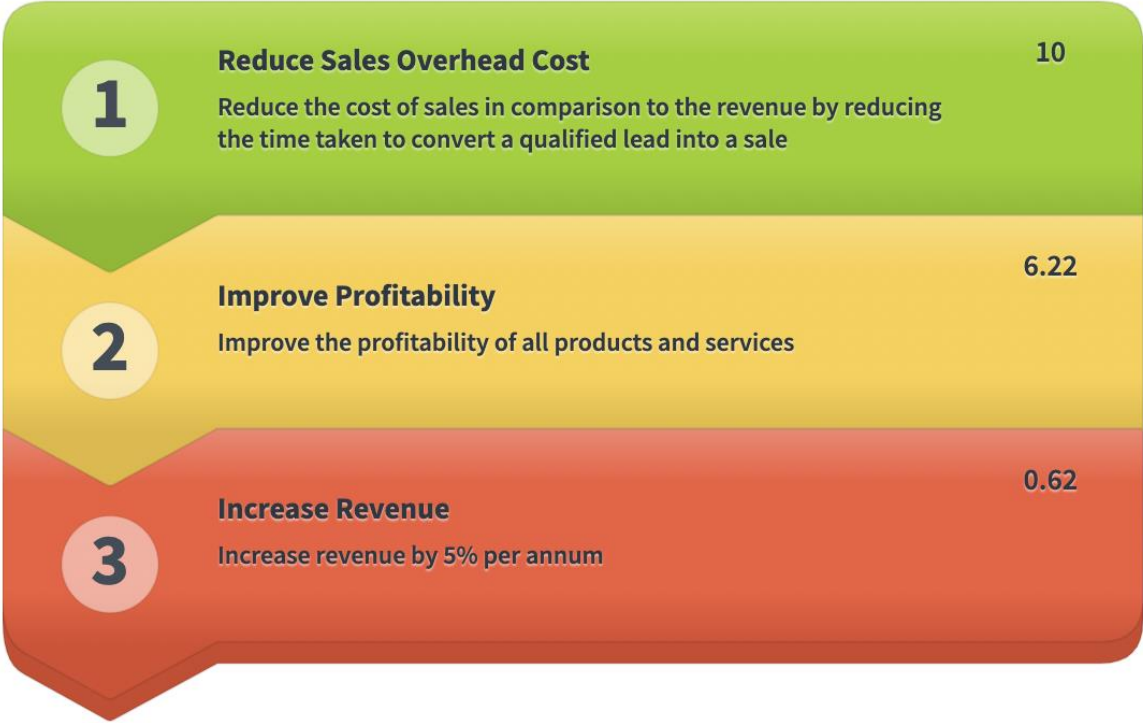 1
Reduce Sales Overhead Cost
10
Reduce the cost of sales in comparison to the revenue by reducing
the time taken to convert a qualified lead into a sale
2
Improve Profitability
6.22
Improve the profitability of all products and services
3
Increase Revenue
0.62
Increase revenue by 5% per annum